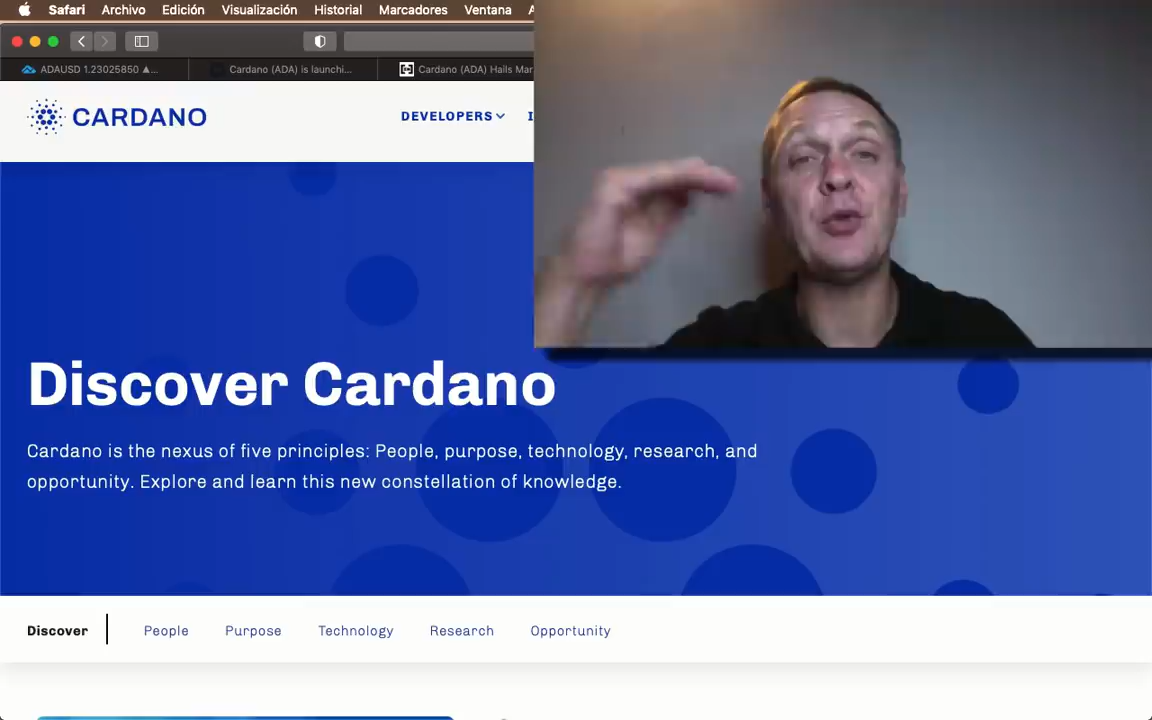 Safari Archivo Edición Visualización Historial Marcadores Ventana
ADAUSD 1.23025850 ▲... Cardano (ADA) is launchi... Cardano (ADA) Hails Mar
CARDANO DEVELOPERS
Discover Cardano
Cardano is the nexus of five principles: People, purpose, technology, research, and
opportunity. Explore and learn this new constellation of knowledge.
Discover People Purpose Technology Research Opportunity